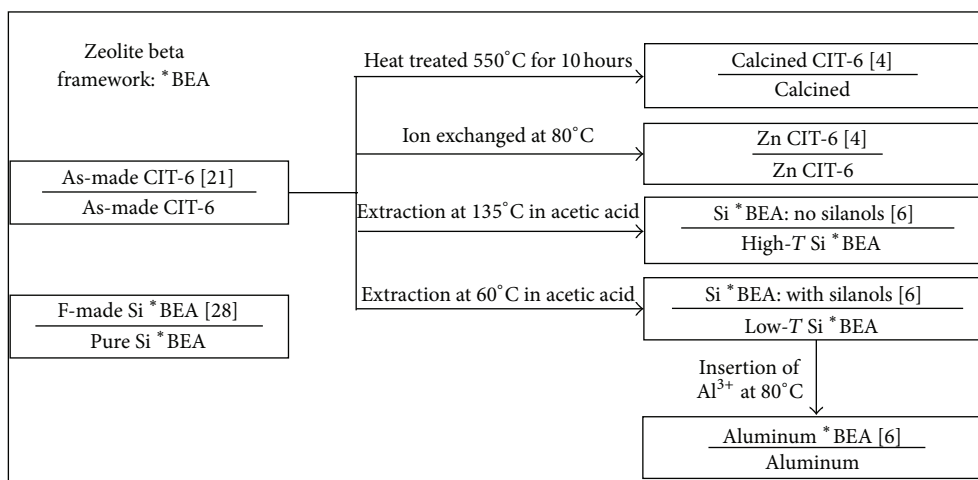 Zeolite beta
framework: *BEA
As-made CIT-6 [21]
As-made CIT-6
F-made Si *BEA [28]
Pure Si *BEA
Heat treated 550°C for 10 hours
Calcined CIT-6 [4]
Calcined
Ion exchanged at 80°C
Zn CIT-6 [4]
Zn CIT-6
Extraction at 135°C in acetic acid
Si *BEA: no silanols [6]
High-T Si *BEA
Extraction at 60°C in acetic acid
Si *BEA: with silanols [6]
Low-T Si *BEA
Insertion of
Al³⁺ at 80°C
Aluminum *BEA [6]
Aluminum